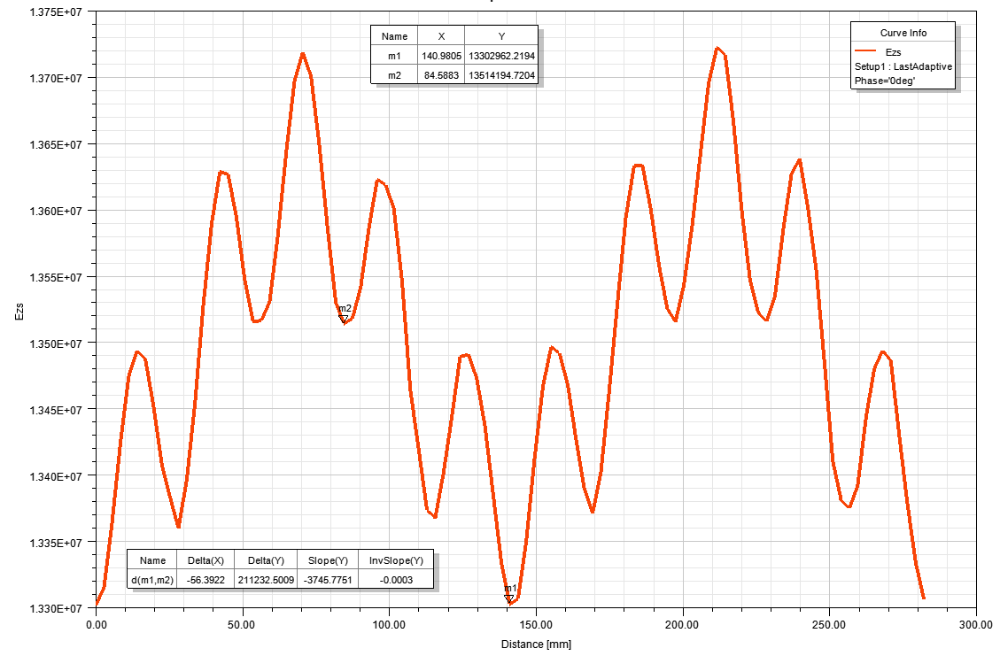 1.375E+07
1.370E+07
1.365E+07
1.360E+07
1.355E+07
1.350E+07
1.345E+07
1.340E+07
1.335E+07
1.330E+07
Ezs
Name X Y
m1 140.9805 13302962.2194
m2 84.5883 13514194.7204
Curve Info
Ezs
Setup1 : LastAdaptive
Phase='0deg'
m2
m1
Name Delta(X) Delta(Y) Slope(Y) InvSlope(Y)
d(m1,m2) -56.3922 211232.5009 -3745.7751 -0.0003
0.00 50.00 100.00 150.00 200.00 250.00 300.00
Distance [mm]